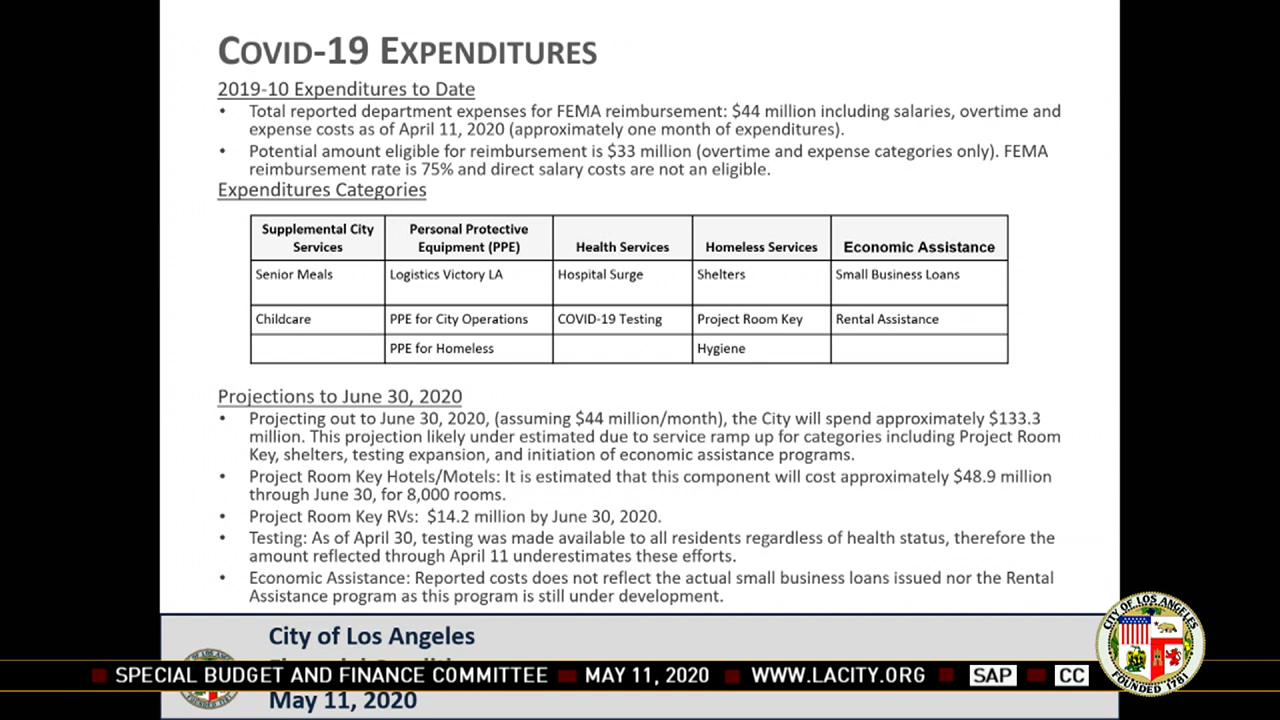 COVID-19 EXPENDITURES
2019-10 Expenditures to Date
• Total reported department expenses for FEMA reimbursement: $44 million including salaries, overtime and
expense costs as of April 11, 2020 (approximately one month of expenditures).
• Potential amount eligible for reimbursement is $33 million (overtime and expense categories only). FEMA
reimbursement rate is 75% and direct salary costs are not an eligible.
Expenditures Categories
Supplemental City Services Personal Protective Equipment (PPE) Health Services Homeless Services Economic Assistance
Senior Meals Logistics Victory LA Hospital Surge Shelters Small Business Loans
Childcare PPE for City Operations COVID-19 Testing Project Room Key Rental Assistance
PPE for Homeless Hygiene
Projections to June 30, 2020
• Projecting out to June 30, 2020, (assuming $44 million/month), the City will spend approximately $133.3
million. This projection likely under estimated due to service ramp up for categories including Project Room
Key, shelters, testing expansion, and initiation of economic assistance programs.
• Project Room Key Hotels/Motels: It is estimated that this component will cost approximately $48.9 million
through June 30, for 8,000 rooms.
• Project Room Key RVs: $14.2 million by June 30, 2020.
• Testing: As of April 30, testing was made available to all residents regardless of health status, therefore the
amount reflected through April 11 underestimates these efforts.
• Economic Assistance: Reported costs does not reflect the actual small business loans issued nor the Rental
Assistance program as this program is still under development.
City of Los Angeles
SPECIAL BUDGET AND FINANCE COMMITTEE MAY 11, 2020 WWW.LACITY.ORG SAP CC
May 11, 2020
CITY OF LOS ANGELES
FOUNDED 1781